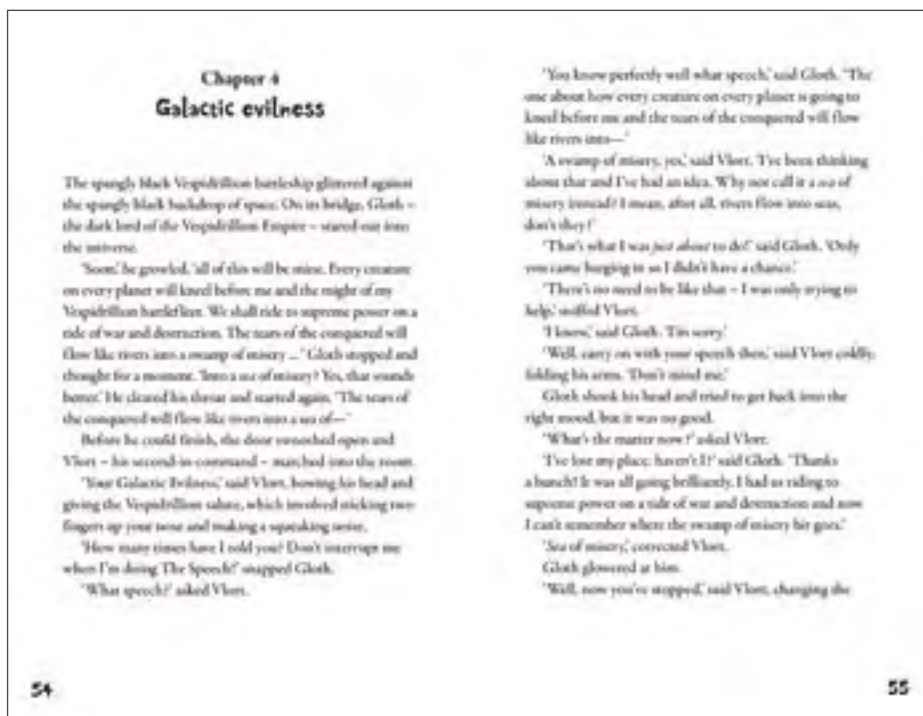 Chapter 4
Galactic evilness
The spangly black Vespidrillion battleship glittered against
the spangly black backdrop of space. On its bridge, Gloth –
the dark lord of the Vespidrillion Empire – stared out into
the universe.
‘Soon,’ he growled, ‘all of this will be mine. Every creature
on every planet will kneel before me and the might of my
Vespidrillion battlefleet. We shall ride to supreme power on a
tide of war and destruction. The tears of the conquered will
flow like rivers into a swamp of misery ...’ Gloth stopped and
thought for a moment. ‘Into a sea of misery? Yes, that sounds
better.’ He cleared his throat and started again. ‘The tears of
the conquered will flow like rivers into a sea of—’
Before he could finish, the door swooshed open and
Vlort – his second-in-command – marched into the room.
‘Your Galactic Evilness,’ said Vlort, bowing his head and
giving the Vespidrillion salute, which involved sticking two
fingers up your nose and making a squeaking noise.
‘How many times have I told you? Don’t interrupt me
when I’m doing The Speech!’ snapped Gloth.
‘What speech?’ asked Vlort.
54
‘You know perfectly well what speech,’ said Gloth. ‘The
one about how every creature on every planet is going to
kneel before me and the tears of the conquered will flow
like rivers into—’
‘A swamp of misery, yes,’ said Vlort. ‘I’ve been thinking
about that and I’ve had an idea. Why not call it a sea of
misery instead? I mean, after all, rivers flow into seas,
don’t they?’
‘That’s what I was just about to do!’ said Gloth. ‘Only
you came barging in so I didn’t have a chance.’
‘There’s no need to be like that – I was only trying to
help,’ sniffed Vlort.
‘I know,’ said Gloth. ‘I’m sorry.’
‘Well, carry on with your speech then,’ said Vlort coldly,
folding his arms. ‘Don’t mind me.’
Gloth shook his head and tried to get back into the
right mood, but it was no good.
‘What’s the matter now?’ asked Vlort.
‘I’ve lost my place, haven’t I?’ said Gloth. ‘Thanks
a bunch! It was all going brilliantly. I had us riding to
supreme power on a tide of war and destruction and now
I can’t remember where the swamp of misery bit goes.’
‘Sea of misery,’ corrected Vlort.
Gloth glowered at him.
‘Well, now you’ve stopped,’ said Vlort, changing the
55